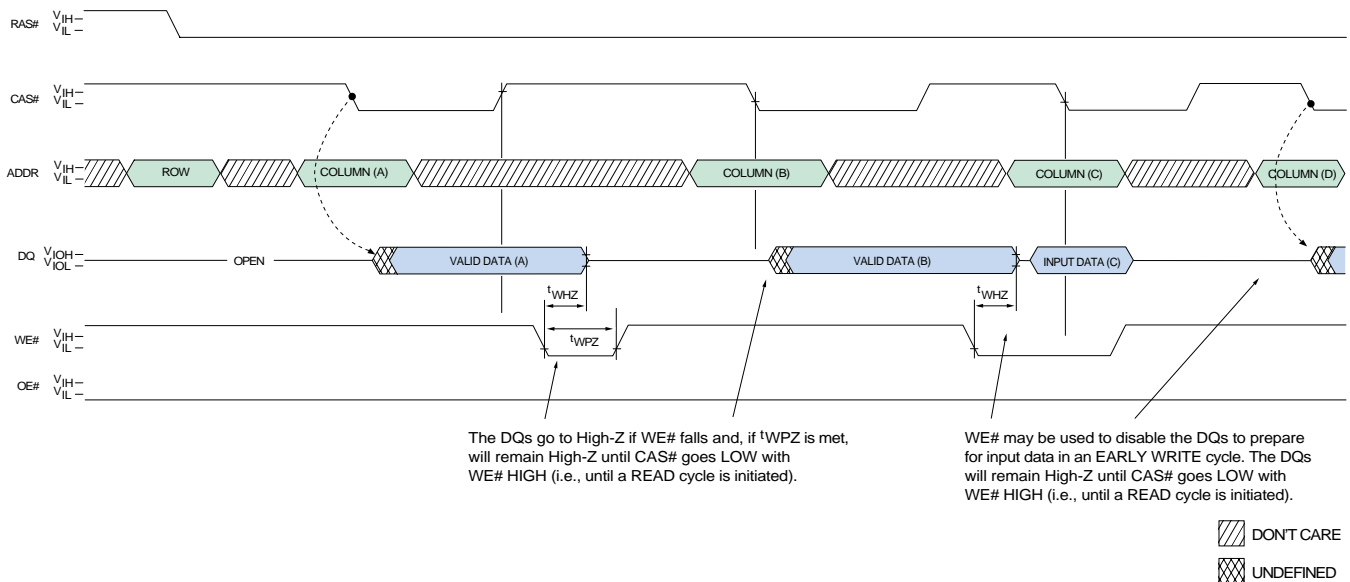 RAS# VIH VIL
CAS# VIH VIL
ADDR VIH VIL ROW COLUMN (A) COLUMN (B) COLUMN (C) COLUMN (D)
DQ VIOH VIOL OPEN VALID DATA (A) VALID DATA (B) INPUT DATA (C)
tWHZ tWHZ
tWPZ
WE# VIH VIL
OE# VIH VIL
The DQs go to High-Z if WE# falls and, if tWPZ is met,
will remain High-Z until CAS# goes LOW with
WE# HIGH (i.e., until a READ cycle is initiated).
WE# may be used to disable the DQs to prepare
for input data in an EARLY WRITE cycle. The DQs
will remain High-Z until CAS# goes LOW with
WE# HIGH (i.e., until a READ cycle is initiated).
DON'T CARE
UNDEFINED